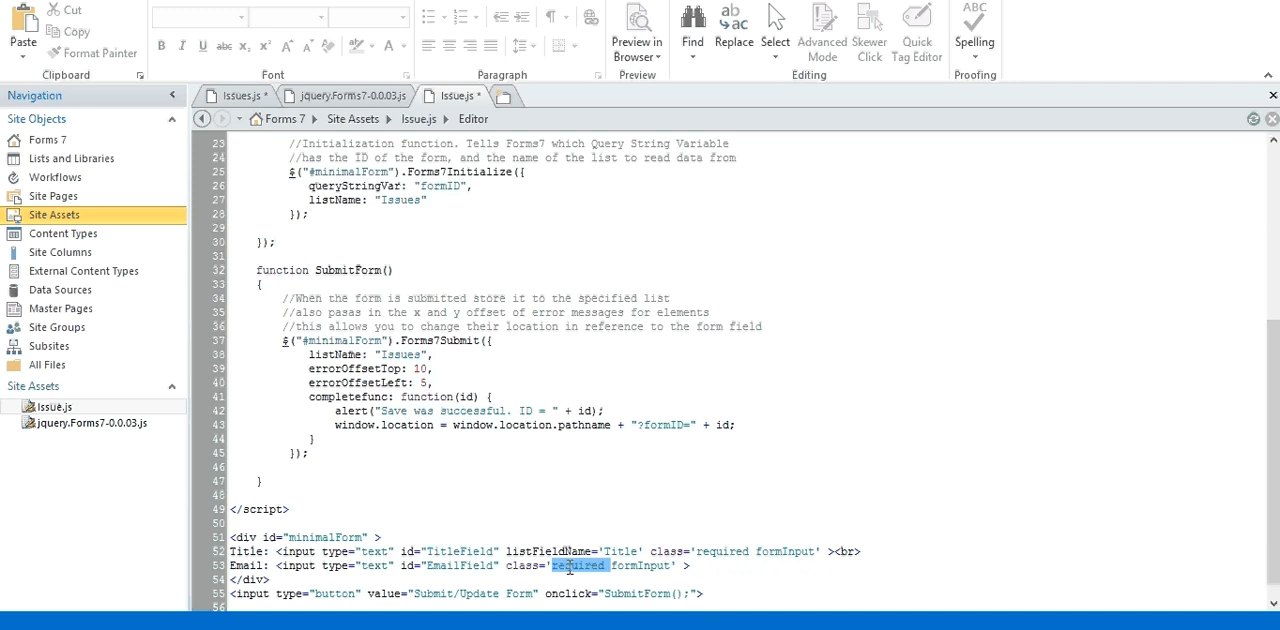 Cut
Copy
Format Painter
Paste
Clipboard
B I U abc X₂ X² A A A
Font
Paragraph
Preview in
Browser
Preview
ab
ac
Find
Replace
Select
Advanced
Mode
Skewer
Click
Quick
Tag Editor
Editing
ABC
Spelling
Proofing
Navigation
Issues.js *
jquery.Forms7-0.0.03.js
Issue.js *
Site Objects
Forms 7
Site Assets
Issue.js
Editor
Forms 7
Lists and Libraries
Workflows
Site Pages
Site Assets
Content Types
Site Columns
External Content Types
Data Sources
Master Pages
Site Groups
Subsites
All Files
Site Assets
Issue.js
jquery.Forms7-0.0.03.js
23 //Initialization function. Tells Forms7 which Query String Variable
24 //has the ID of the form, and the name of the list to read data from
25 $("#minimalForm").Forms7Initialize({
26 queryStringVar: "formID",
27 listName: "Issues"
28 });
29
30 });
31
32 function SubmitForm()
33 {
34 //When the form is submitted store it to the specified list
35 //also pasas in the x and y offset of error messages for elements
36 //this allows you to change their location in reference to the form field
37 $("#minimalForm").Forms7Submit({
38 listName: "Issues",
39 errorOffsetTop: 10,
40 errorOffsetLeft: 5,
41 completefunc: function(id) {
42 alert("Save was successful. ID = " + id);
43 window.location = window.location.pathname + "?formID=" + id;
44 }
45 });
46
47 }
48
49 </script>
50
51 <div id="minimalForm" >
52 Title: <input type="text" id="TitleField" listFieldName='Title' class='required formInput' ><br>
53 Email: <input type="text" id="EmailField" class='required formInput' >
54 </div>
55 <input type="button" value="Submit/Update Form" onclick="SubmitForm();">
56